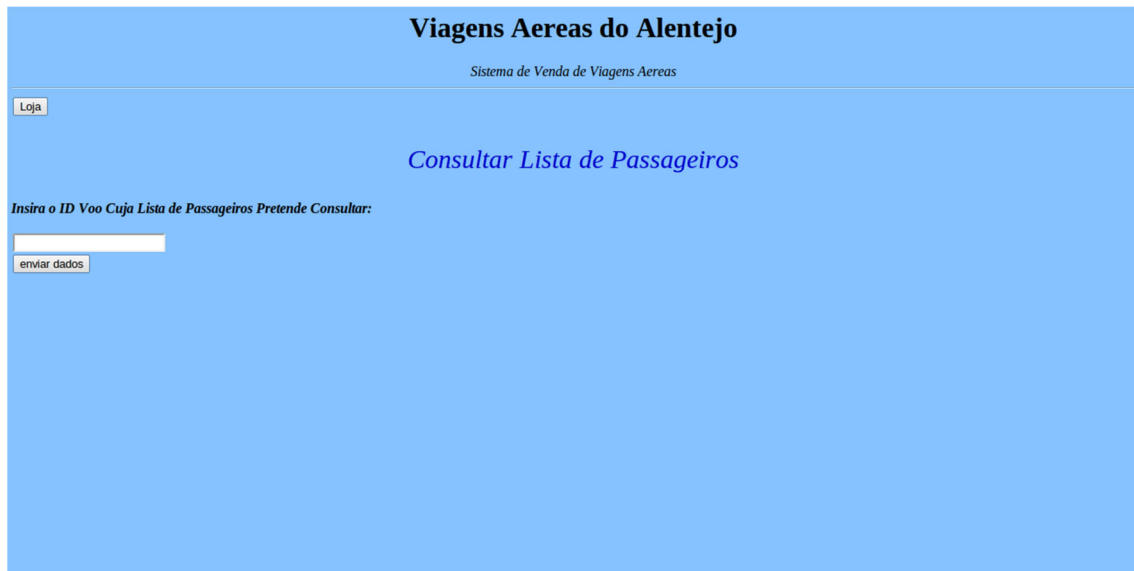 Viagens Aereas do Alentejo
Sistema de Venda de Viagens Aereas
Loja
Consultar Lista de Passageiros
Insira o ID Voo Cuja Lista de Passageiros Pretende Consultar:
enviar dados